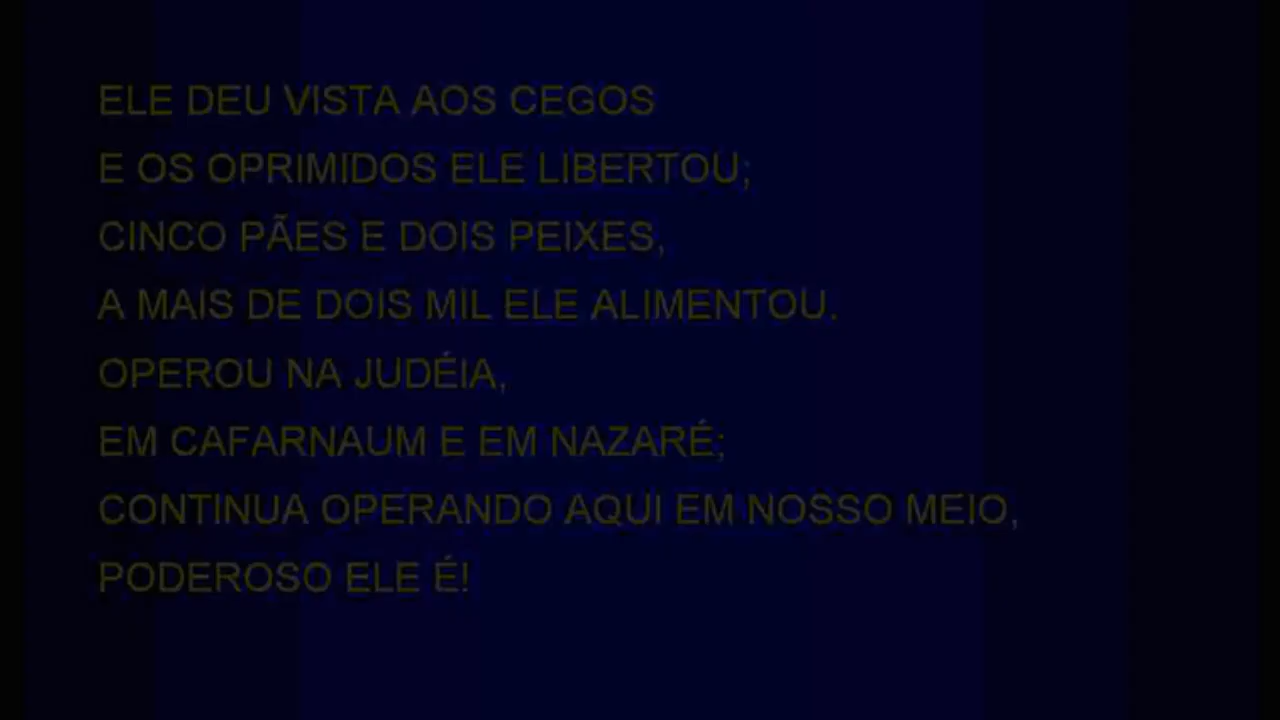 ELE DEU VISTA AOS CEGOS
E OS OPRIMIDOS ELE LIBERTOU;
CINCO PÃES E DOIS PEIXES,
A MAIS DE DOIS MIL ELE ALIMENTOU.
OPEROU NA JUDÉIA,
EM CAFARNAUM E EM NAZARÉ;
CONTINUA OPERANDO AQUI EM NOSSO MEIO,
PODEROSO ELE É!